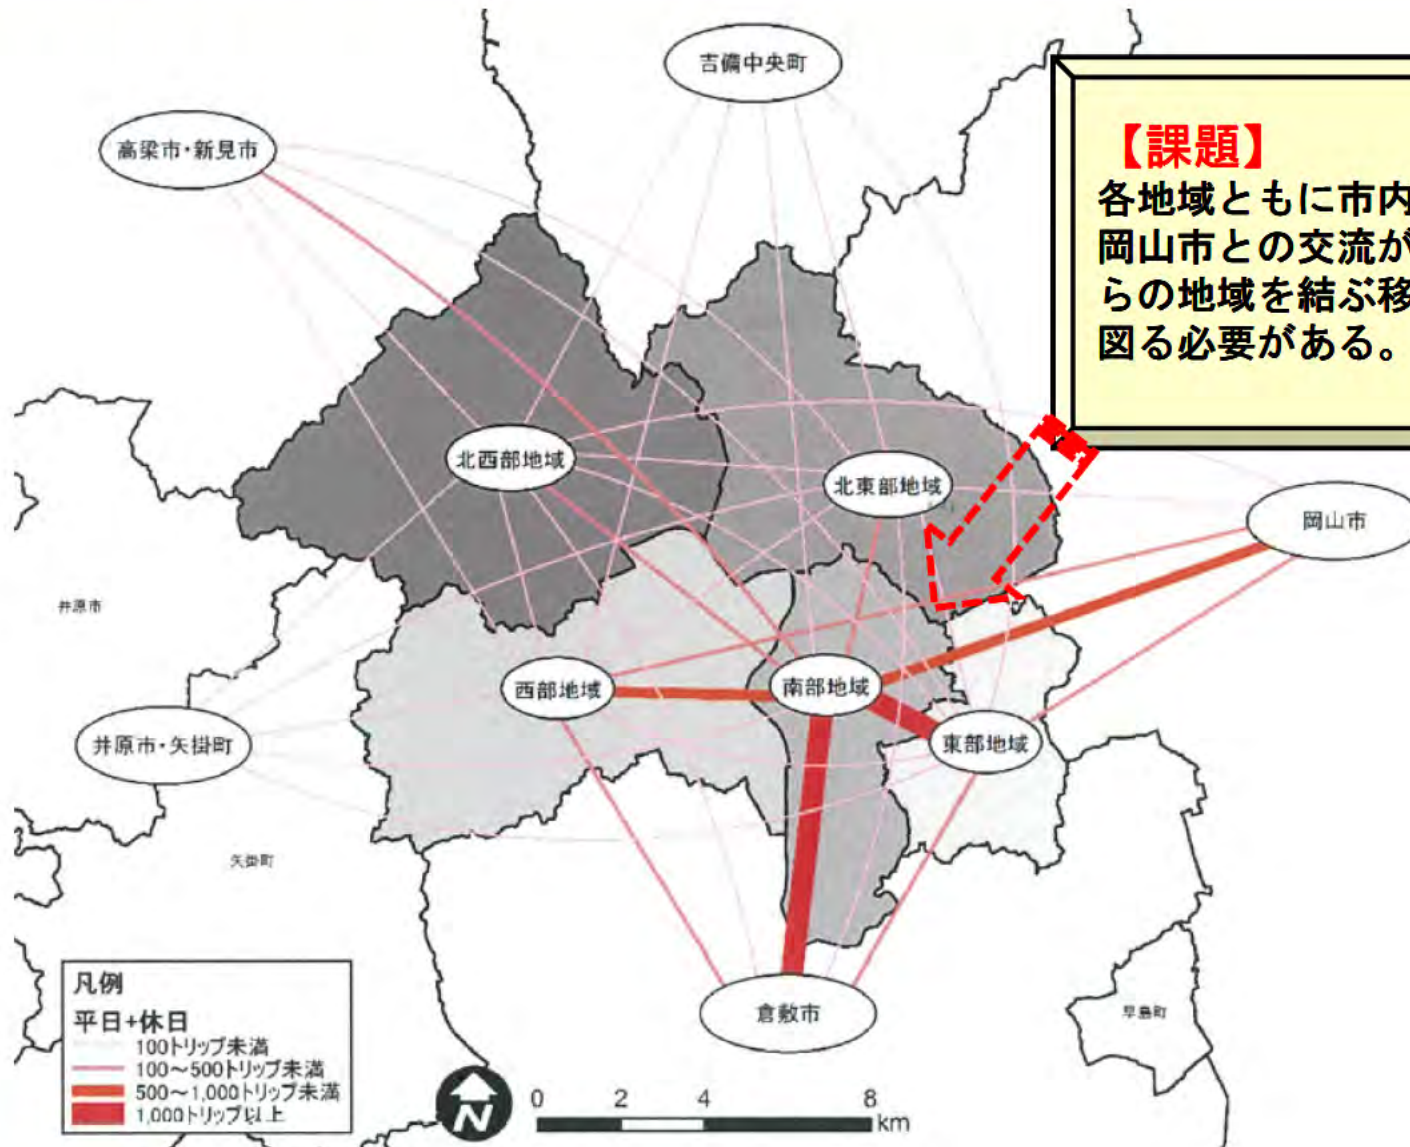 吉備中央町
高梁市・新見市
【課題】
各地域ともに市内
岡山市との交流が
らの地域を結ぶ移
図る必要がある。
北西部地域
北東部地域
岡山市
井原市
西部地域
南部地域
東部地域
井原市・矢掛町
矢掛町
倉敷市
早島町
凡例
平日+休日
100トリップ未満
100～500トリップ未満
500～1,000トリップ未満
1,000トリップ以上
N
0 2 4 8
km